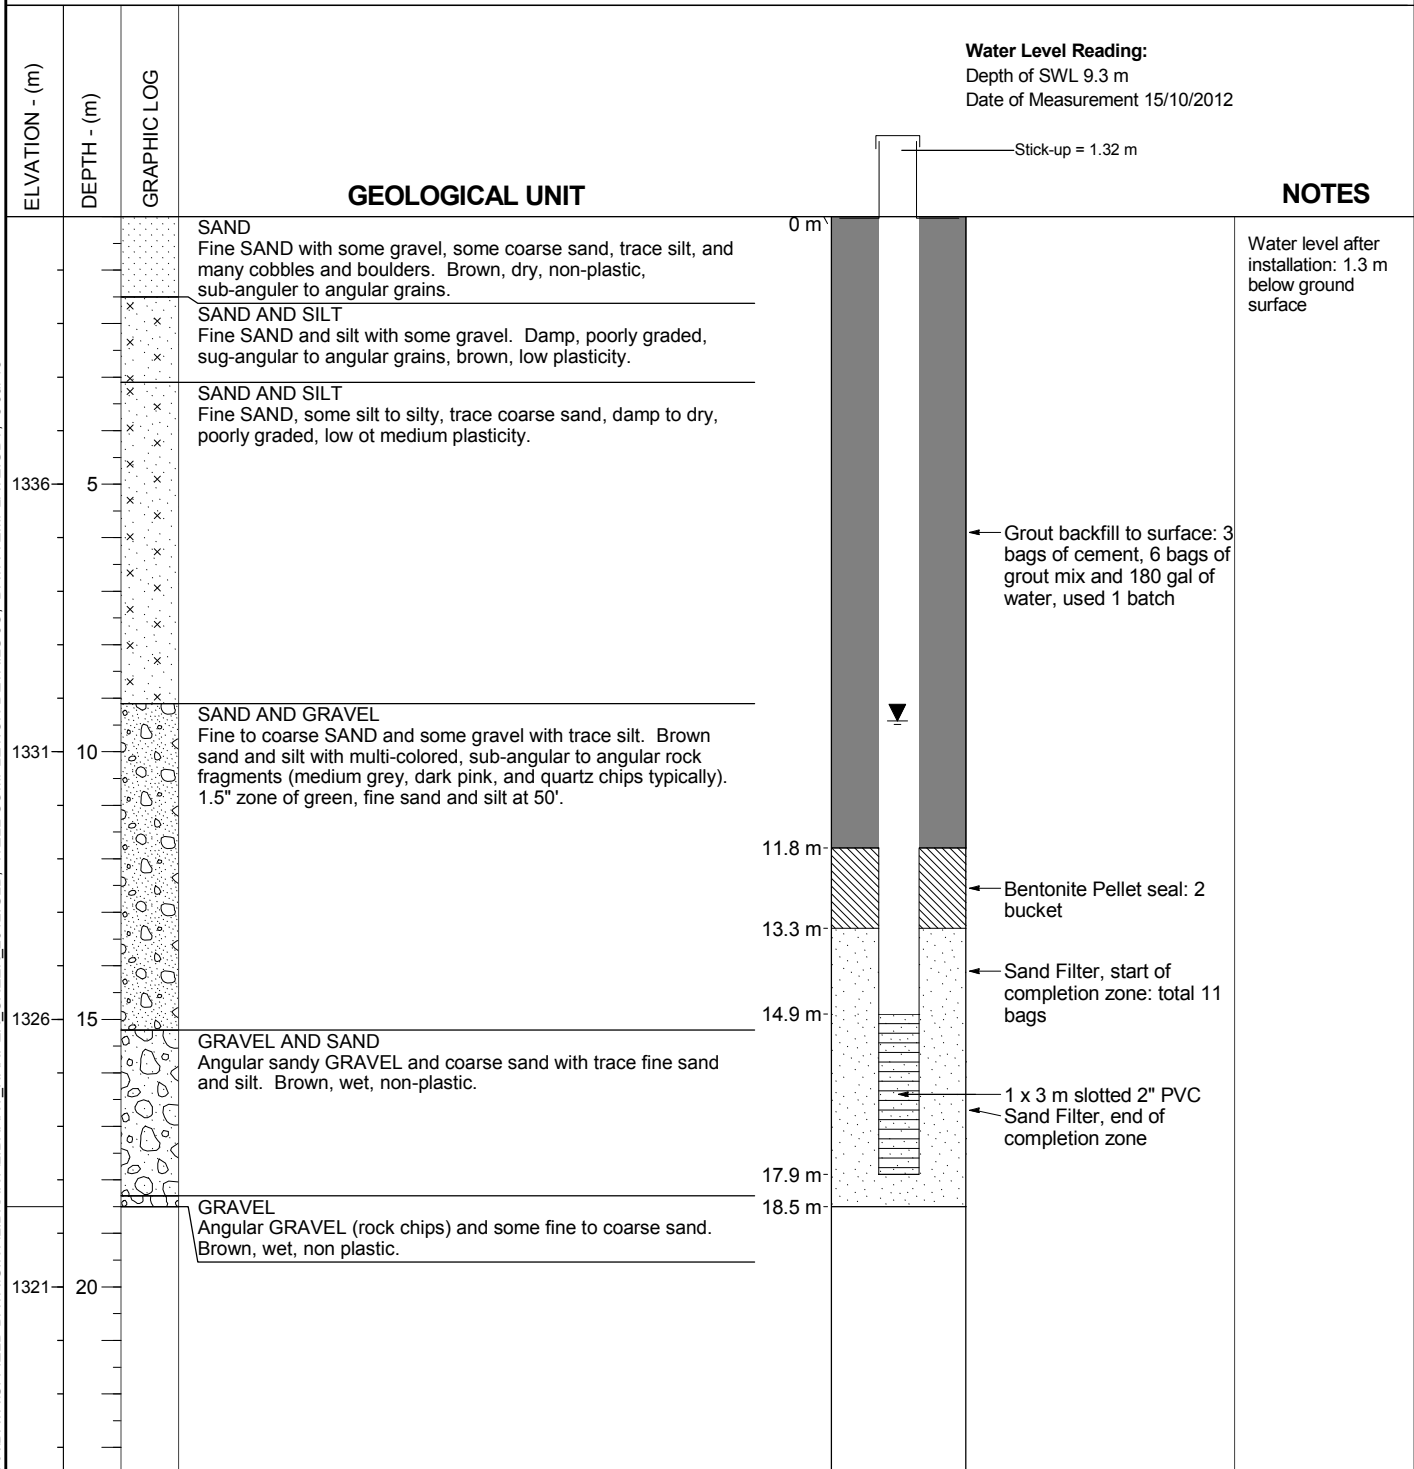 Water Level Reading:
Depth of SWL 9.3 m
Date of Measurement 15/10/2012
Stick-up = 1.32 m
ELVATION - (m)
DEPTH - (m)
GRAPHIC LOG
GEOLOGICAL UNIT
NOTES
0 m
SAND
Fine SAND with some gravel, some coarse sand, trace silt, and
many cobbles and boulders. Brown, dry, non-plastic,
sub-anguler to angular grains.
Water level after
installation: 1.3 m
below ground
surface
SAND AND SILT
Fine SAND and silt with some gravel. Damp, poorly graded,
sug-angular to angular grains, brown, low plasticity.
SAND AND SILT
Fine SAND, some silt to silty, trace coarse sand, damp to dry,
poorly graded, low ot medium plasticity.
1336
5
Grout backfill to surface: 3
bags of cement, 6 bags of
grout mix and 180 gal of
water, used 1 batch
SAND AND GRAVEL
Fine to coarse SAND and some gravel with trace silt. Brown
sand and silt with multi-colored, sub-angular to angular rock
fragments (medium grey, dark pink, and quartz chips typically).
1.5" zone of green, fine sand and silt at 50'.
1331
10
11.8 m
Bentonite Pellet seal: 2
bucket
13.3 m
Sand Filter, start of
completion zone: total 11
bags
14.9 m
1326
15
GRAVEL AND SAND
Angular sandy GRAVEL and coarse sand with trace fine sand
and silt. Brown, wet, non-plastic.
1 x 3 m slotted 2" PVC
Sand Filter, end of
completion zone
17.9 m
18.5 m
GRAVEL
Angular GRAVEL (rock chips) and some fine to coarse sand.
Brown, wet, non plastic.
1321
20